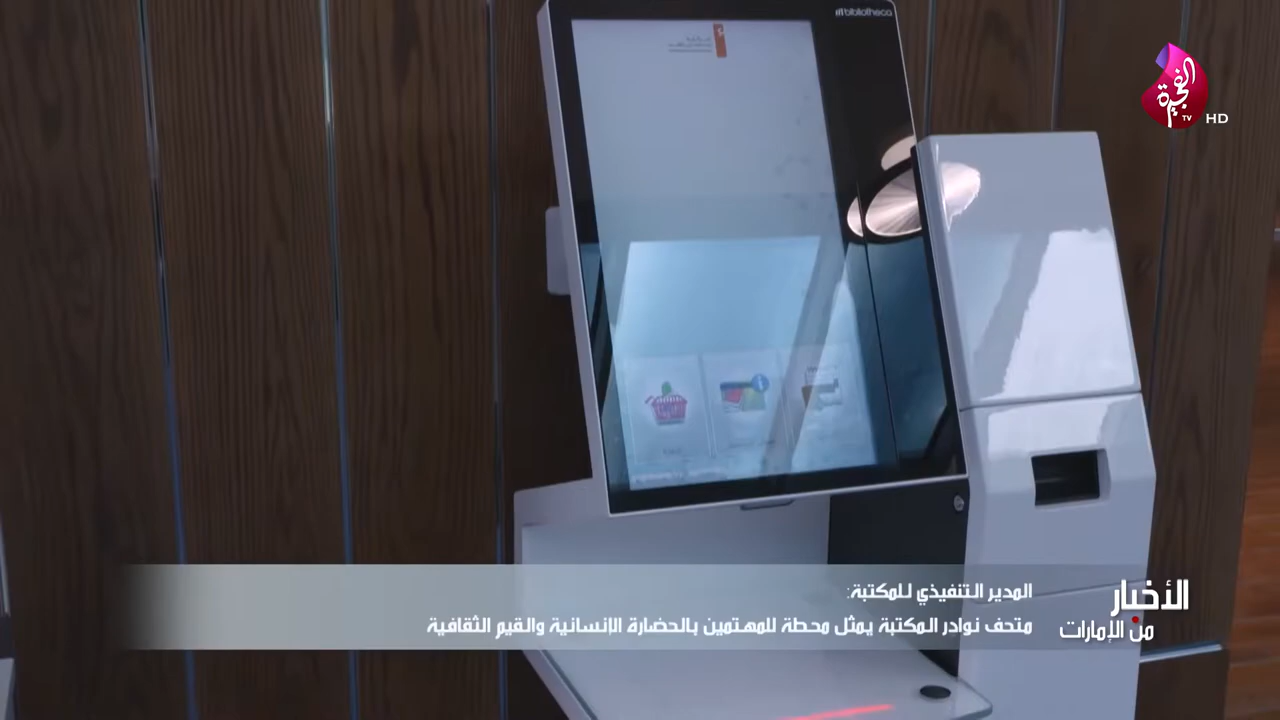 bibliotheca
الفجيرة
TV HD
المدير التنفيذي للمكتبة:
متحف نوادر المكتبة يمثل محطة للمهتمين بالحضارة الإنسانية والقيم الثقافية
الأخبار
من الإمارات